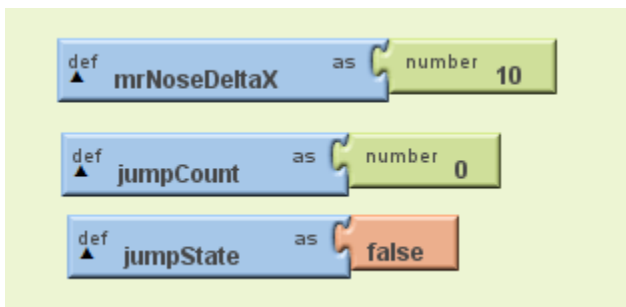 def mrNoseDeltaX as number 10
def jumpCount as number 0
def jumpState as false